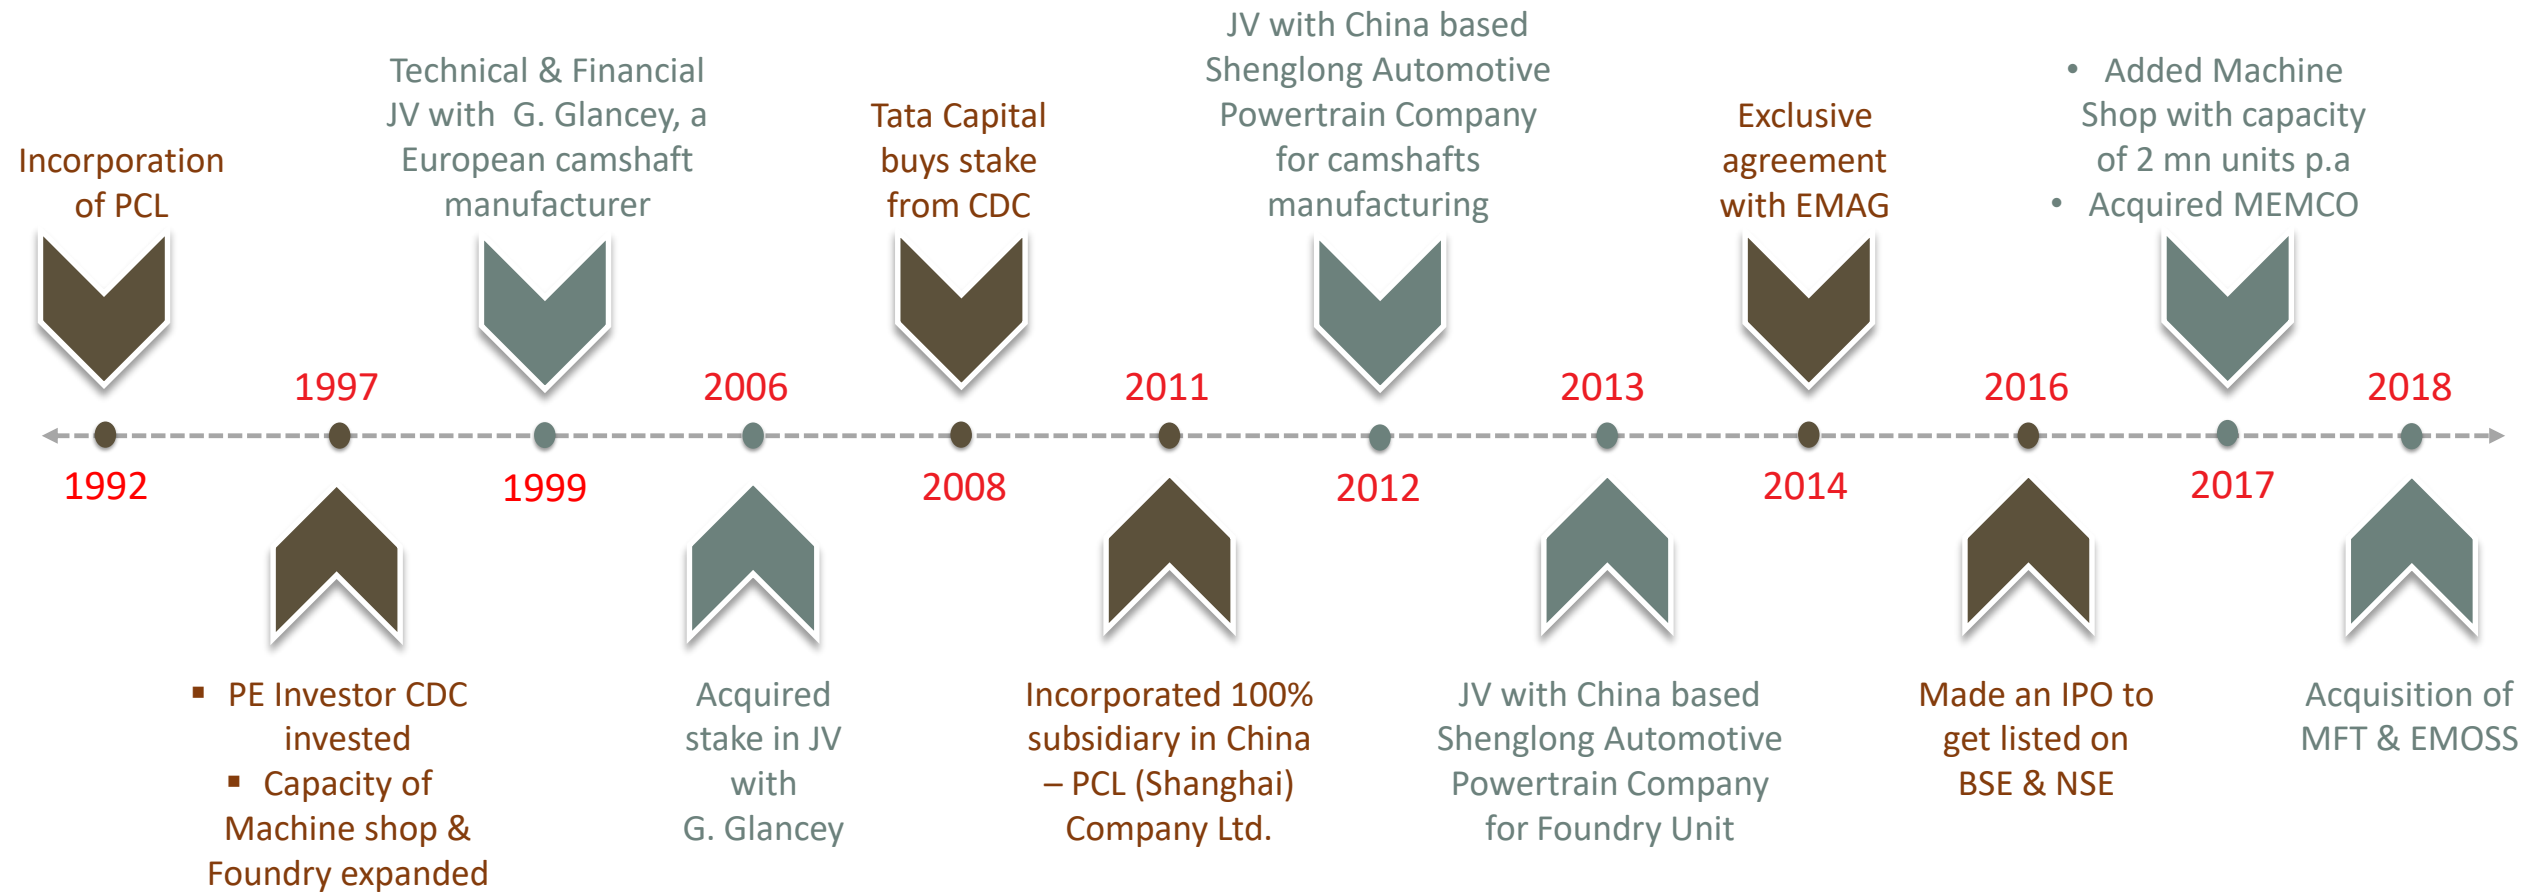 Incorporation
of PCL
Technical & Financial
JV with G. Glancey, a
European camshaft
manufacturer
Tata Capital
buys stake
from CDC
JV with China based
Shenglong Automotive
Powertrain Company
for camshafts
manufacturing
Exclusive
agreement
with EMAG
• Added Machine
Shop with capacity
of 2 mn units p.a
• Acquired MEMCO
1997
2006
2011
2013
2016
2018
1992
1999
2008
2012
2014
2017
▪ PE Investor CDC
invested
▪ Capacity of
Machine shop &
Foundry expanded
Acquired
stake in JV
with
G. Glancey
Incorporated 100%
subsidiary in China
– PCL (Shanghai)
Company Ltd.
JV with China based
Shenglong Automotive
Powertrain Company
for Foundry Unit
Made an IPO to
get listed on
BSE & NSE
Acquisition of
MFT & EMOSS